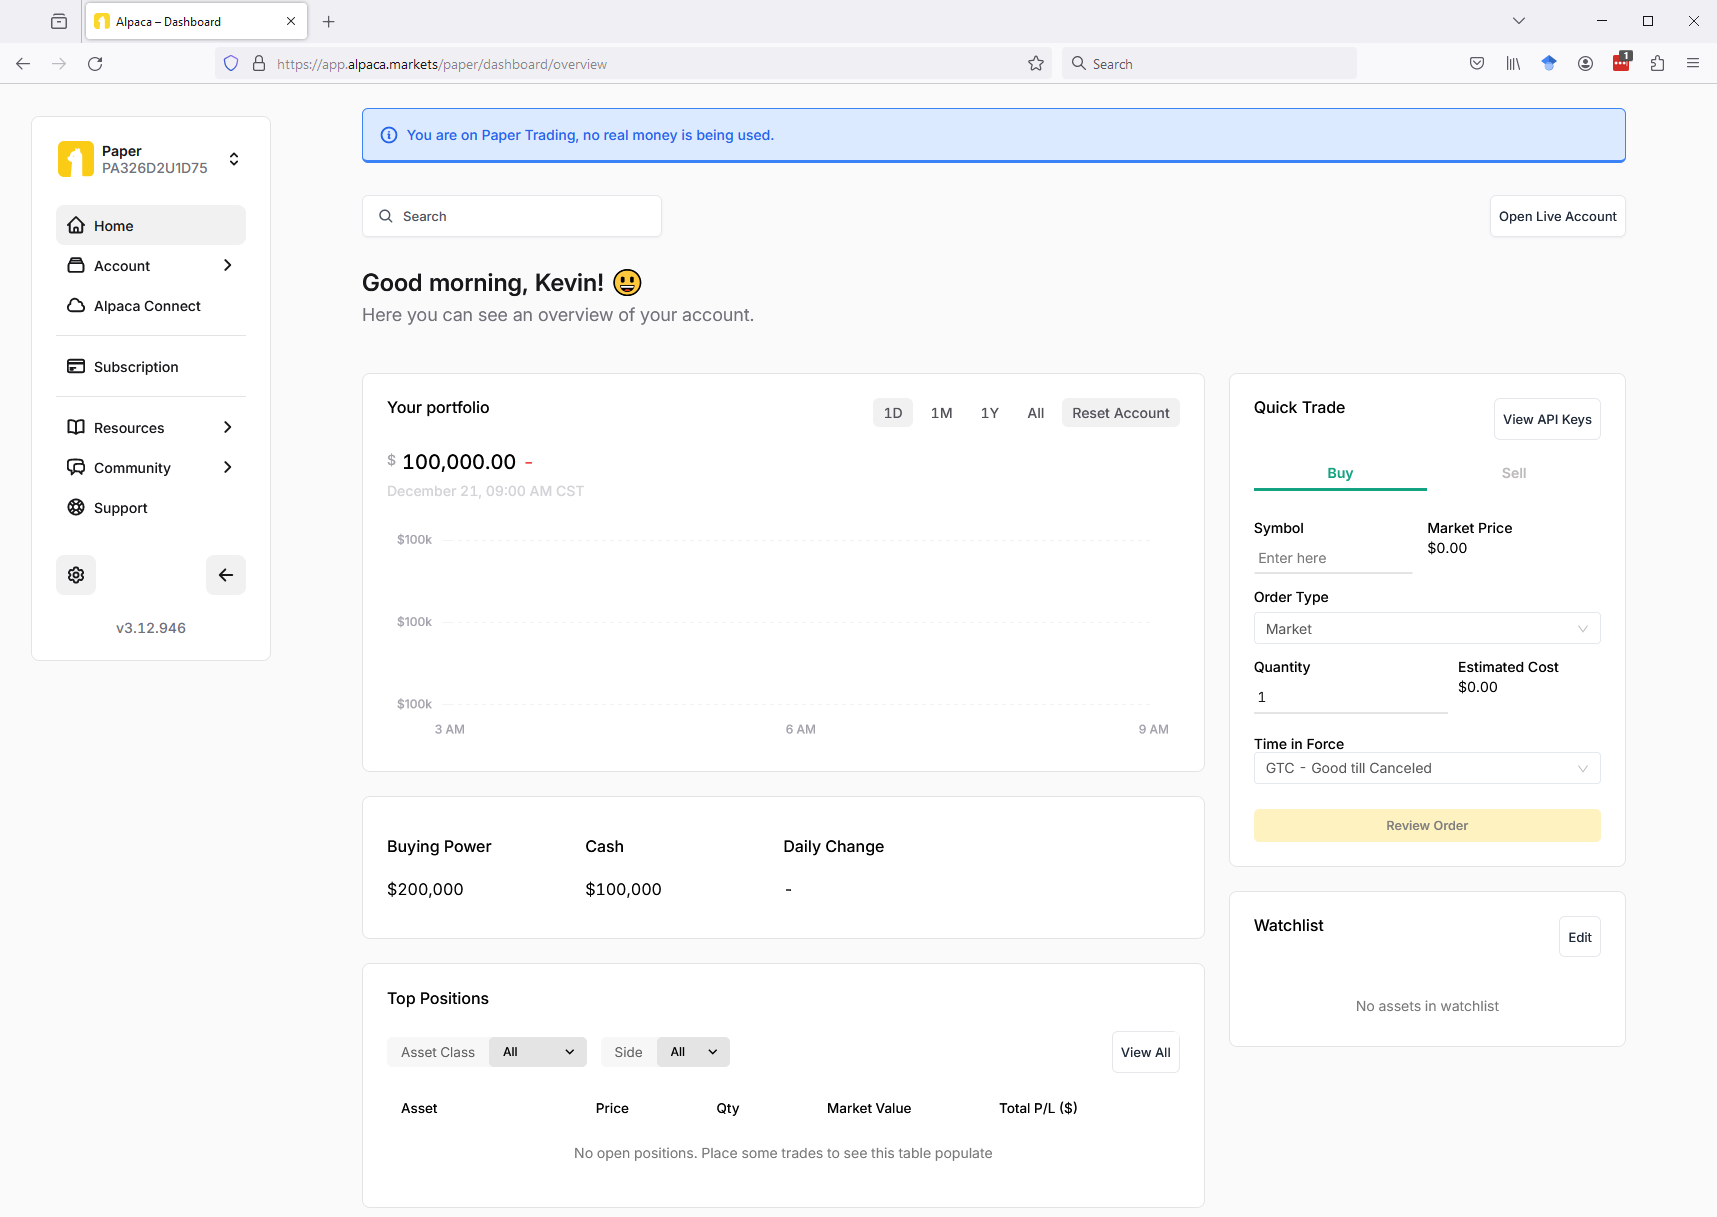 Alpaca – Dashboard
https://app.alpaca.markets/paper/dashboard/overview
Search
1
Paper
PA326D2U1D75
Home
Account
Alpaca Connect
Subscription
Resources
Community
Support
v3.12.946
You are on Paper Trading, no real money is being used.
Search
Open Live Account
Good morning, Kevin! 😃
Here you can see an overview of your account.
Your portfolio
1D 1M 1Y All Reset Account
$ 100,000.00 -
December 21, 09:00 AM CST
$100k
$100k
$100k
3 AM 6 AM 9 AM
Buying Power Cash Daily Change
$200,000 $100,000 -
Top Positions
Asset Class All Side All View All
Asset Price Qty Market Value Total P/L ($)
No open positions. Place some trades to see this table populate
Quick Trade
View API Keys
Buy Sell
Symbol Market Price
Enter here $0.00
Order Type
Market
Quantity Estimated Cost
1 $0.00
Time in Force
GTC - Good till Canceled
Review Order
Watchlist
Edit
No assets in watchlist